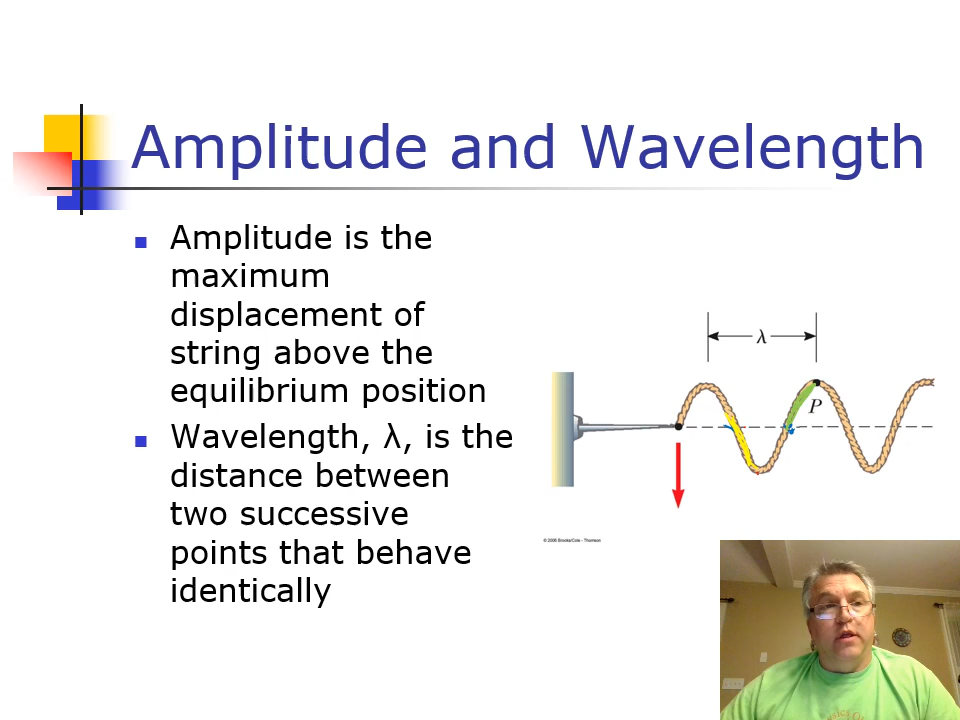 Amplitude and Wavelength
Amplitude is the
maximum
displacement of
string above the
equilibrium position
Wavelength, λ, is the
distance between
two successive
points that behave
identically
λ
P
© 2006 Brooks/Cole - Thomson